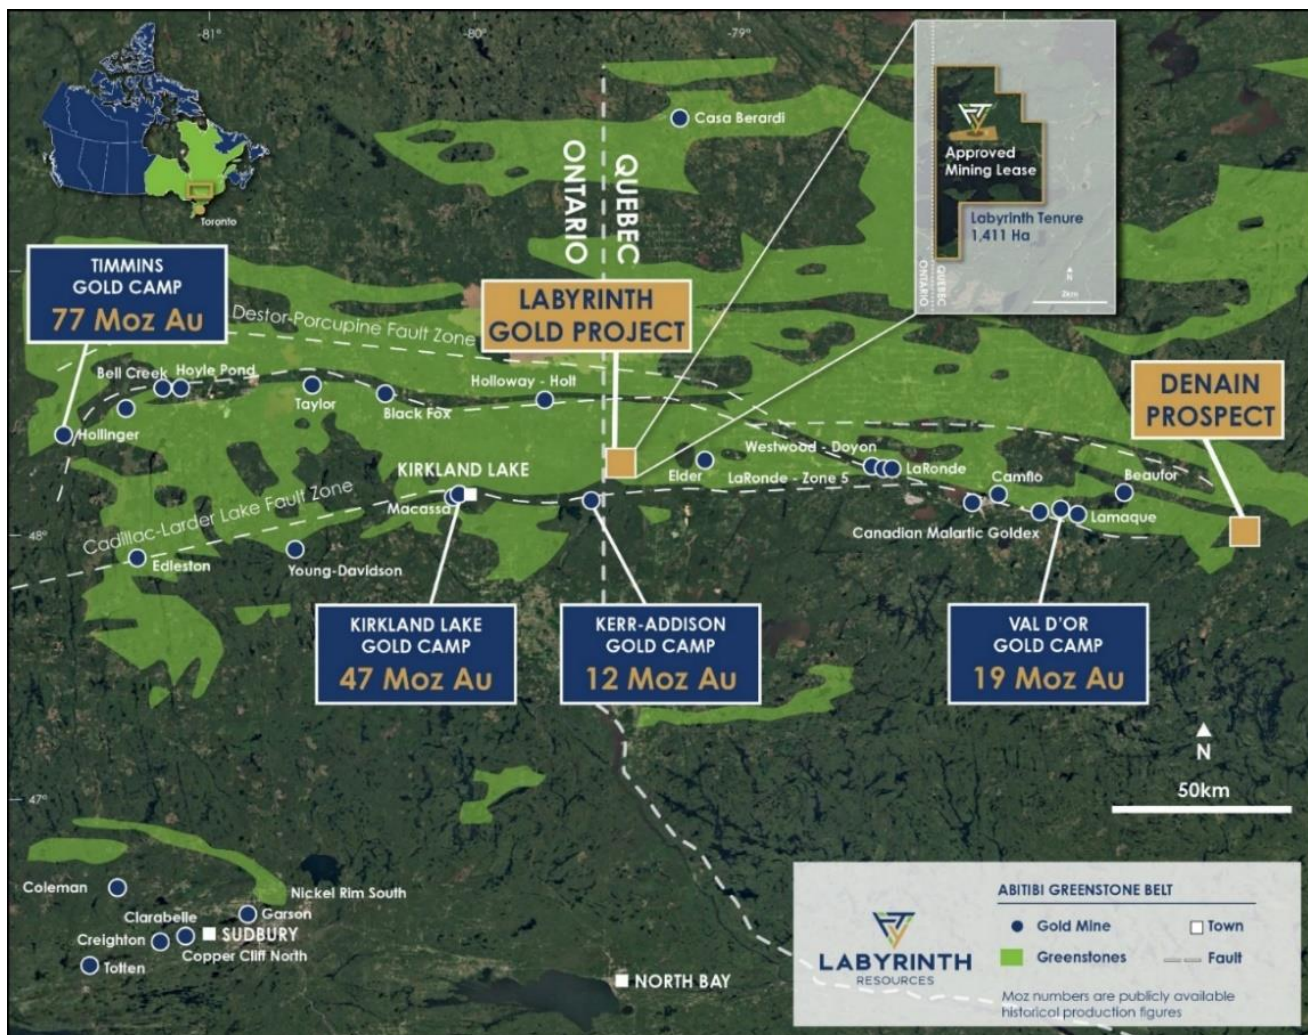 -81°
-80°
-79°
Toronto
Casa Berardi
ONTARIO
QUEBEC
Approved
Mining Lease
Labyrinth Tenure
1,411 Ha
ONTARIO
QUEBEC
N
2km
TIMMINS
GOLD CAMP
77 Moz Au
LABYRINTH
GOLD PROJECT
Destor-Porcupine Fault Zone
DENAIN
PROSPECT
Bell Creek
Hoyle Pond
Taylor
Black Fox
Holloway - Holt
Hollinger
KIRKLAND LAKE
Macassa
Elder
Westwood - Doyon
LaRonde
LaRonde - Zone 5
Camflo
Beaufor
Canadian Malartic
Goldex
Lamaque
Cadillac-Larder Lake Fault Zone
48°
Edleston
Young-Davidson
KIRKLAND LAKE
GOLD CAMP
47 Moz Au
KERR-ADDISON
GOLD CAMP
12 Moz Au
VAL D'OR
GOLD CAMP
19 Moz Au
N
50km
47°
Coleman
Nickel Rim South
Clarabelle
Garson
Creighton
SUDBURY
Copper Cliff North
Totten
NORTH BAY
LABYRINTH
RESOURCES
ABITIBI GREENSTONE BELT
Gold Mine
Town
Greenstones
Fault
Moz numbers are publicly available
historical production figures